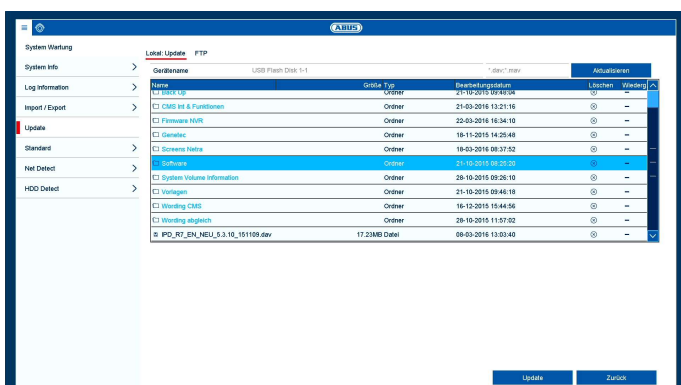 ABUS
System Wartung
System Info
Log Information
Import / Export
Update
Standard
Net Detect
HDD Detect
Lokal: Update FTP
Gerätename USB Flash Disk 1-1 *.dav;*.mav Aktualisieren
Name Größe Typ Bearbeitungsdatum Löschen Wiederg
Back Up Ordner 21-10-2015 09:48:04
CMS Int & Funktionen Ordner 21-03-2016 13:21:16
Firmware NVR Ordner 22-03-2016 16:34:10
Genetec Ordner 18-11-2015 14:25:48
Screens Netra Ordner 18-03-2016 08:37:52
Software Ordner 21-10-2015 08:25:20
System Volume Information Ordner 28-10-2015 09:26:10
Vorlagen Ordner 21-10-2015 09:46:18
Wording CMS Ordner 16-12-2015 15:44:56
Wording abgleich Ordner 28-10-2015 11:57:02
IPD_R7_EN_NEU_5.3.10_151109.dav 17.23MB Datei 08-03-2016 13:03:40
Update Zurück